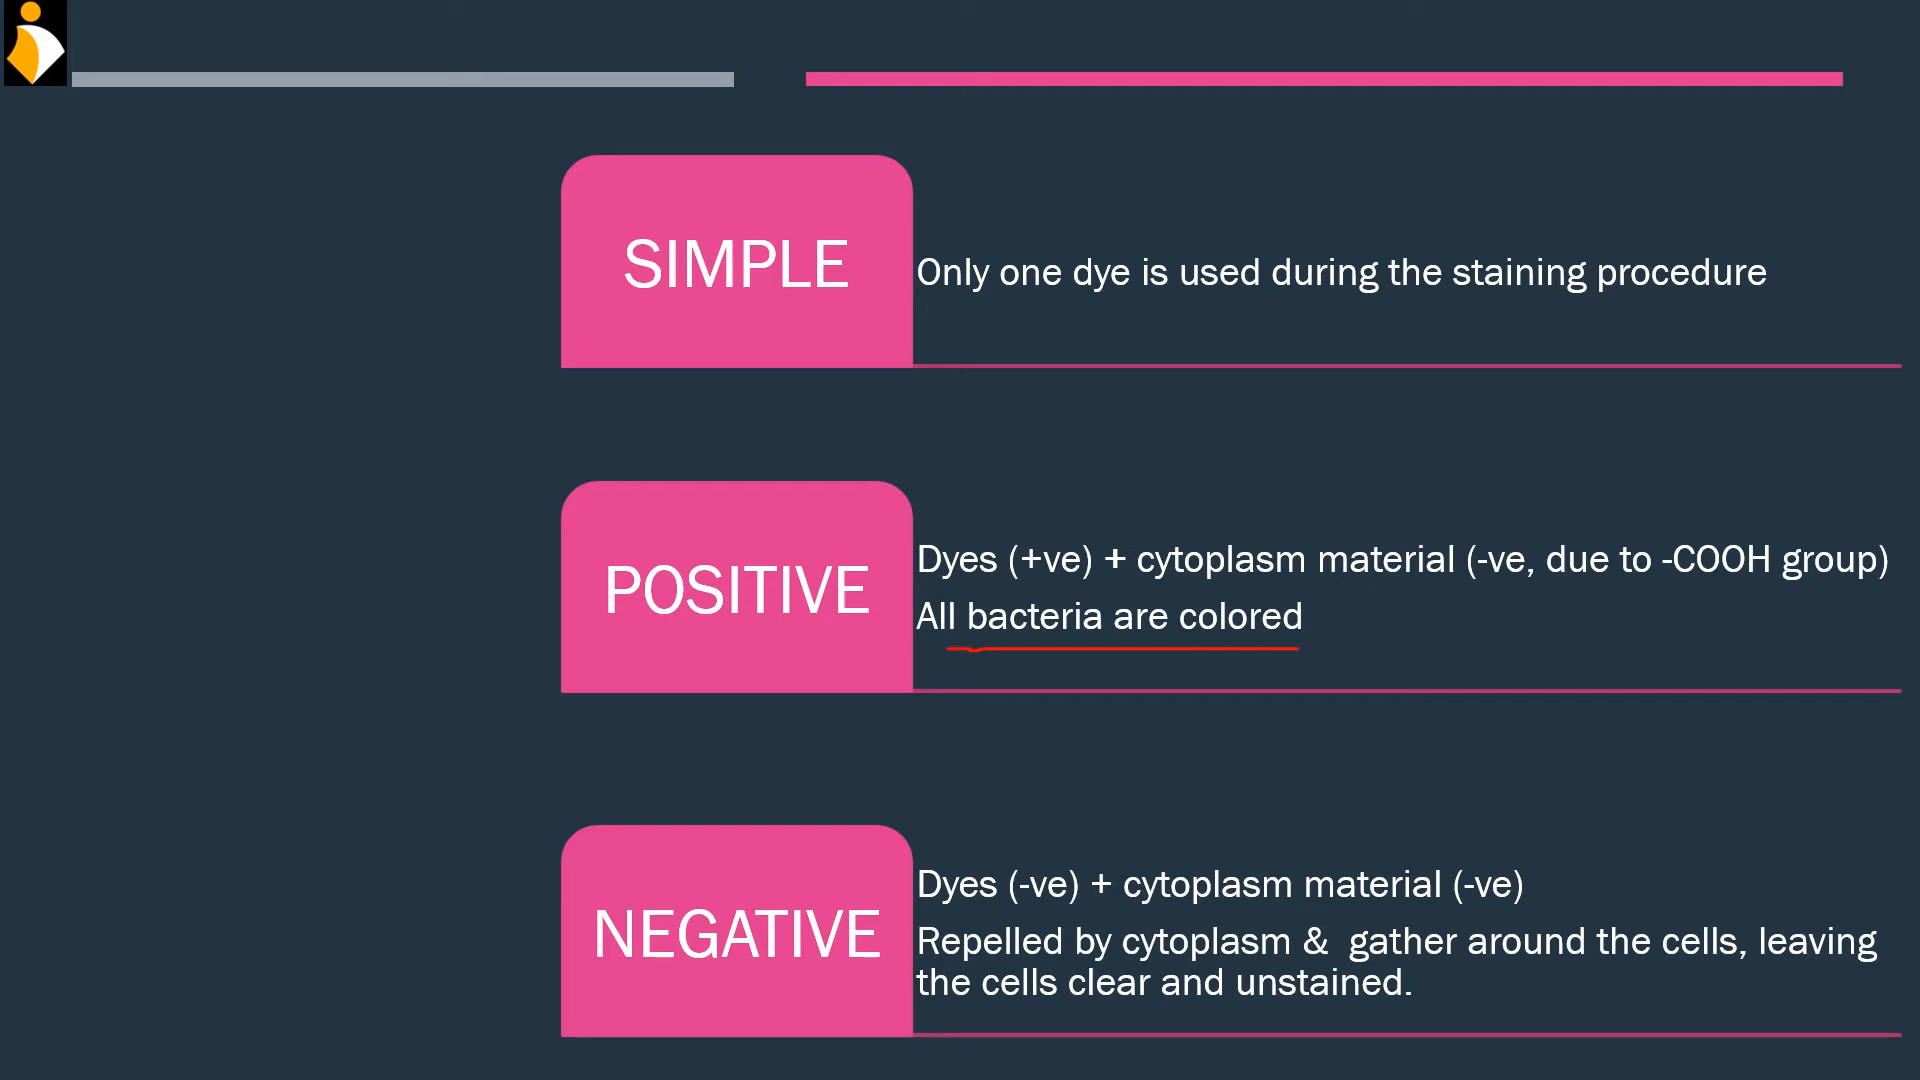 SIMPLE
Only one dye is used during the staining procedure
POSITIVE
Dyes (+ve) + cytoplasm material (-ve, due to -COOH group)
All bacteria are colored
NEGATIVE
Dyes (-ve) + cytoplasm material (-ve)
Repelled by cytoplasm & gather around the cells, leaving
the cells clear and unstained.